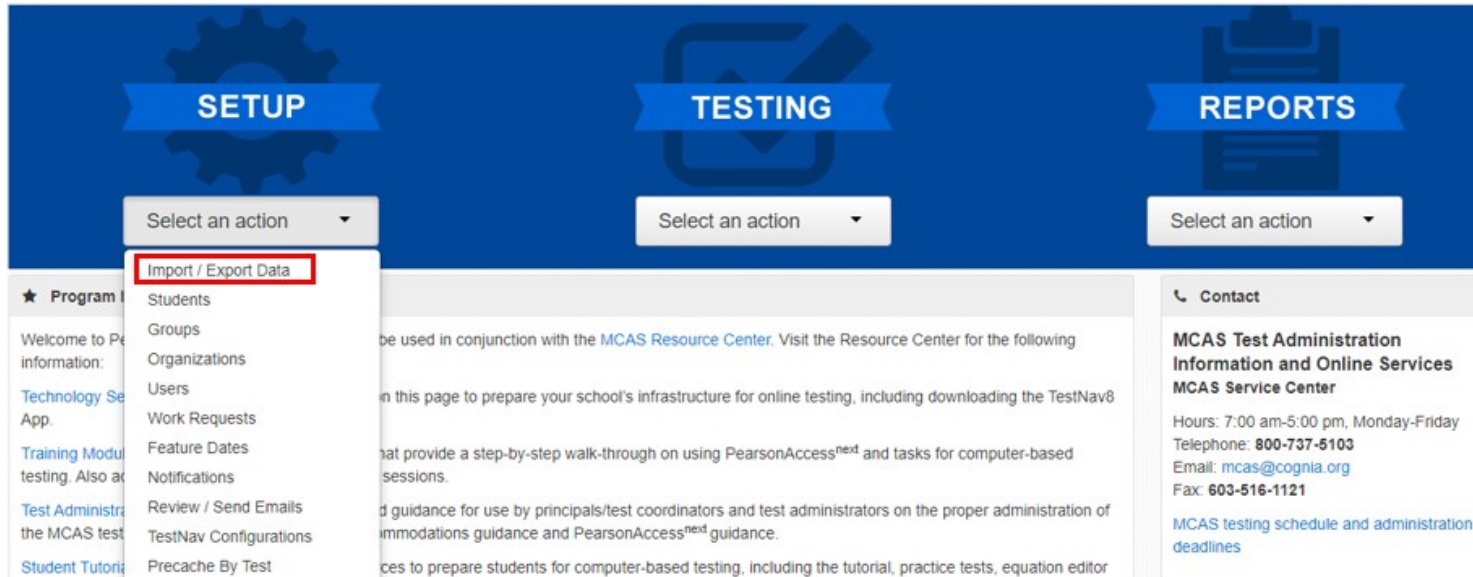 SETUP
TESTING
REPORTS
Select an action
Select an action
Select an action
Import / Export Data
Students
Groups
Organizations
Users
Work Requests
Feature Dates
Notifications
Review / Send Emails
TestNav Configurations
Precache By Test
Program
Welcome to be used in conjunction with the MCAS Resource Center. Visit the Resource Center for the following
information:
Technology on this page to prepare your school's infrastructure for online testing, including downloading the TestNav8
App.
Training that provide a step-by-step walk-through on using PearsonAccessnext and tasks for computer-based
testing. Also sessions.
Test guidance for use by principals/test coordinators and test administrators on the proper administration of
the MCAS test guidance and PearsonAccessnext guidance.
Student to prepare students for computer-based testing, including the tutorial, practice tests, equation editor
Contact
MCAS Test Administration
Information and Online Services
MCAS Service Center
Hours: 7:00 am-5:00 pm, Monday-Friday
Telephone: 800-737-5103
Email: mcas@cognia.org
Fax: 603-516-1121
MCAS testing schedule and administration
deadlines